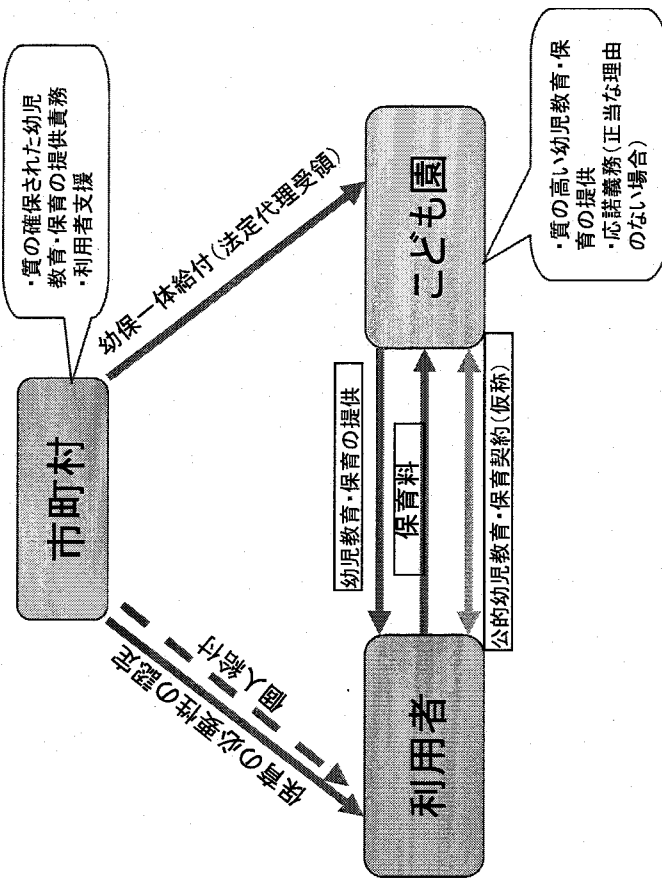 ・質の確保された幼児
教育・保育の提供責務
・利用者支援
市町村
幼保一体給付(法定代理受領)
個人給付
保育の必要性の認定
こども園
・質の高い幼児教育・保
育の提供
・応諾義務(正当な理由
のない場合)
幼児教育・保育の提供
保育料
公的幼児教育・保育契約(仮称)
利用者